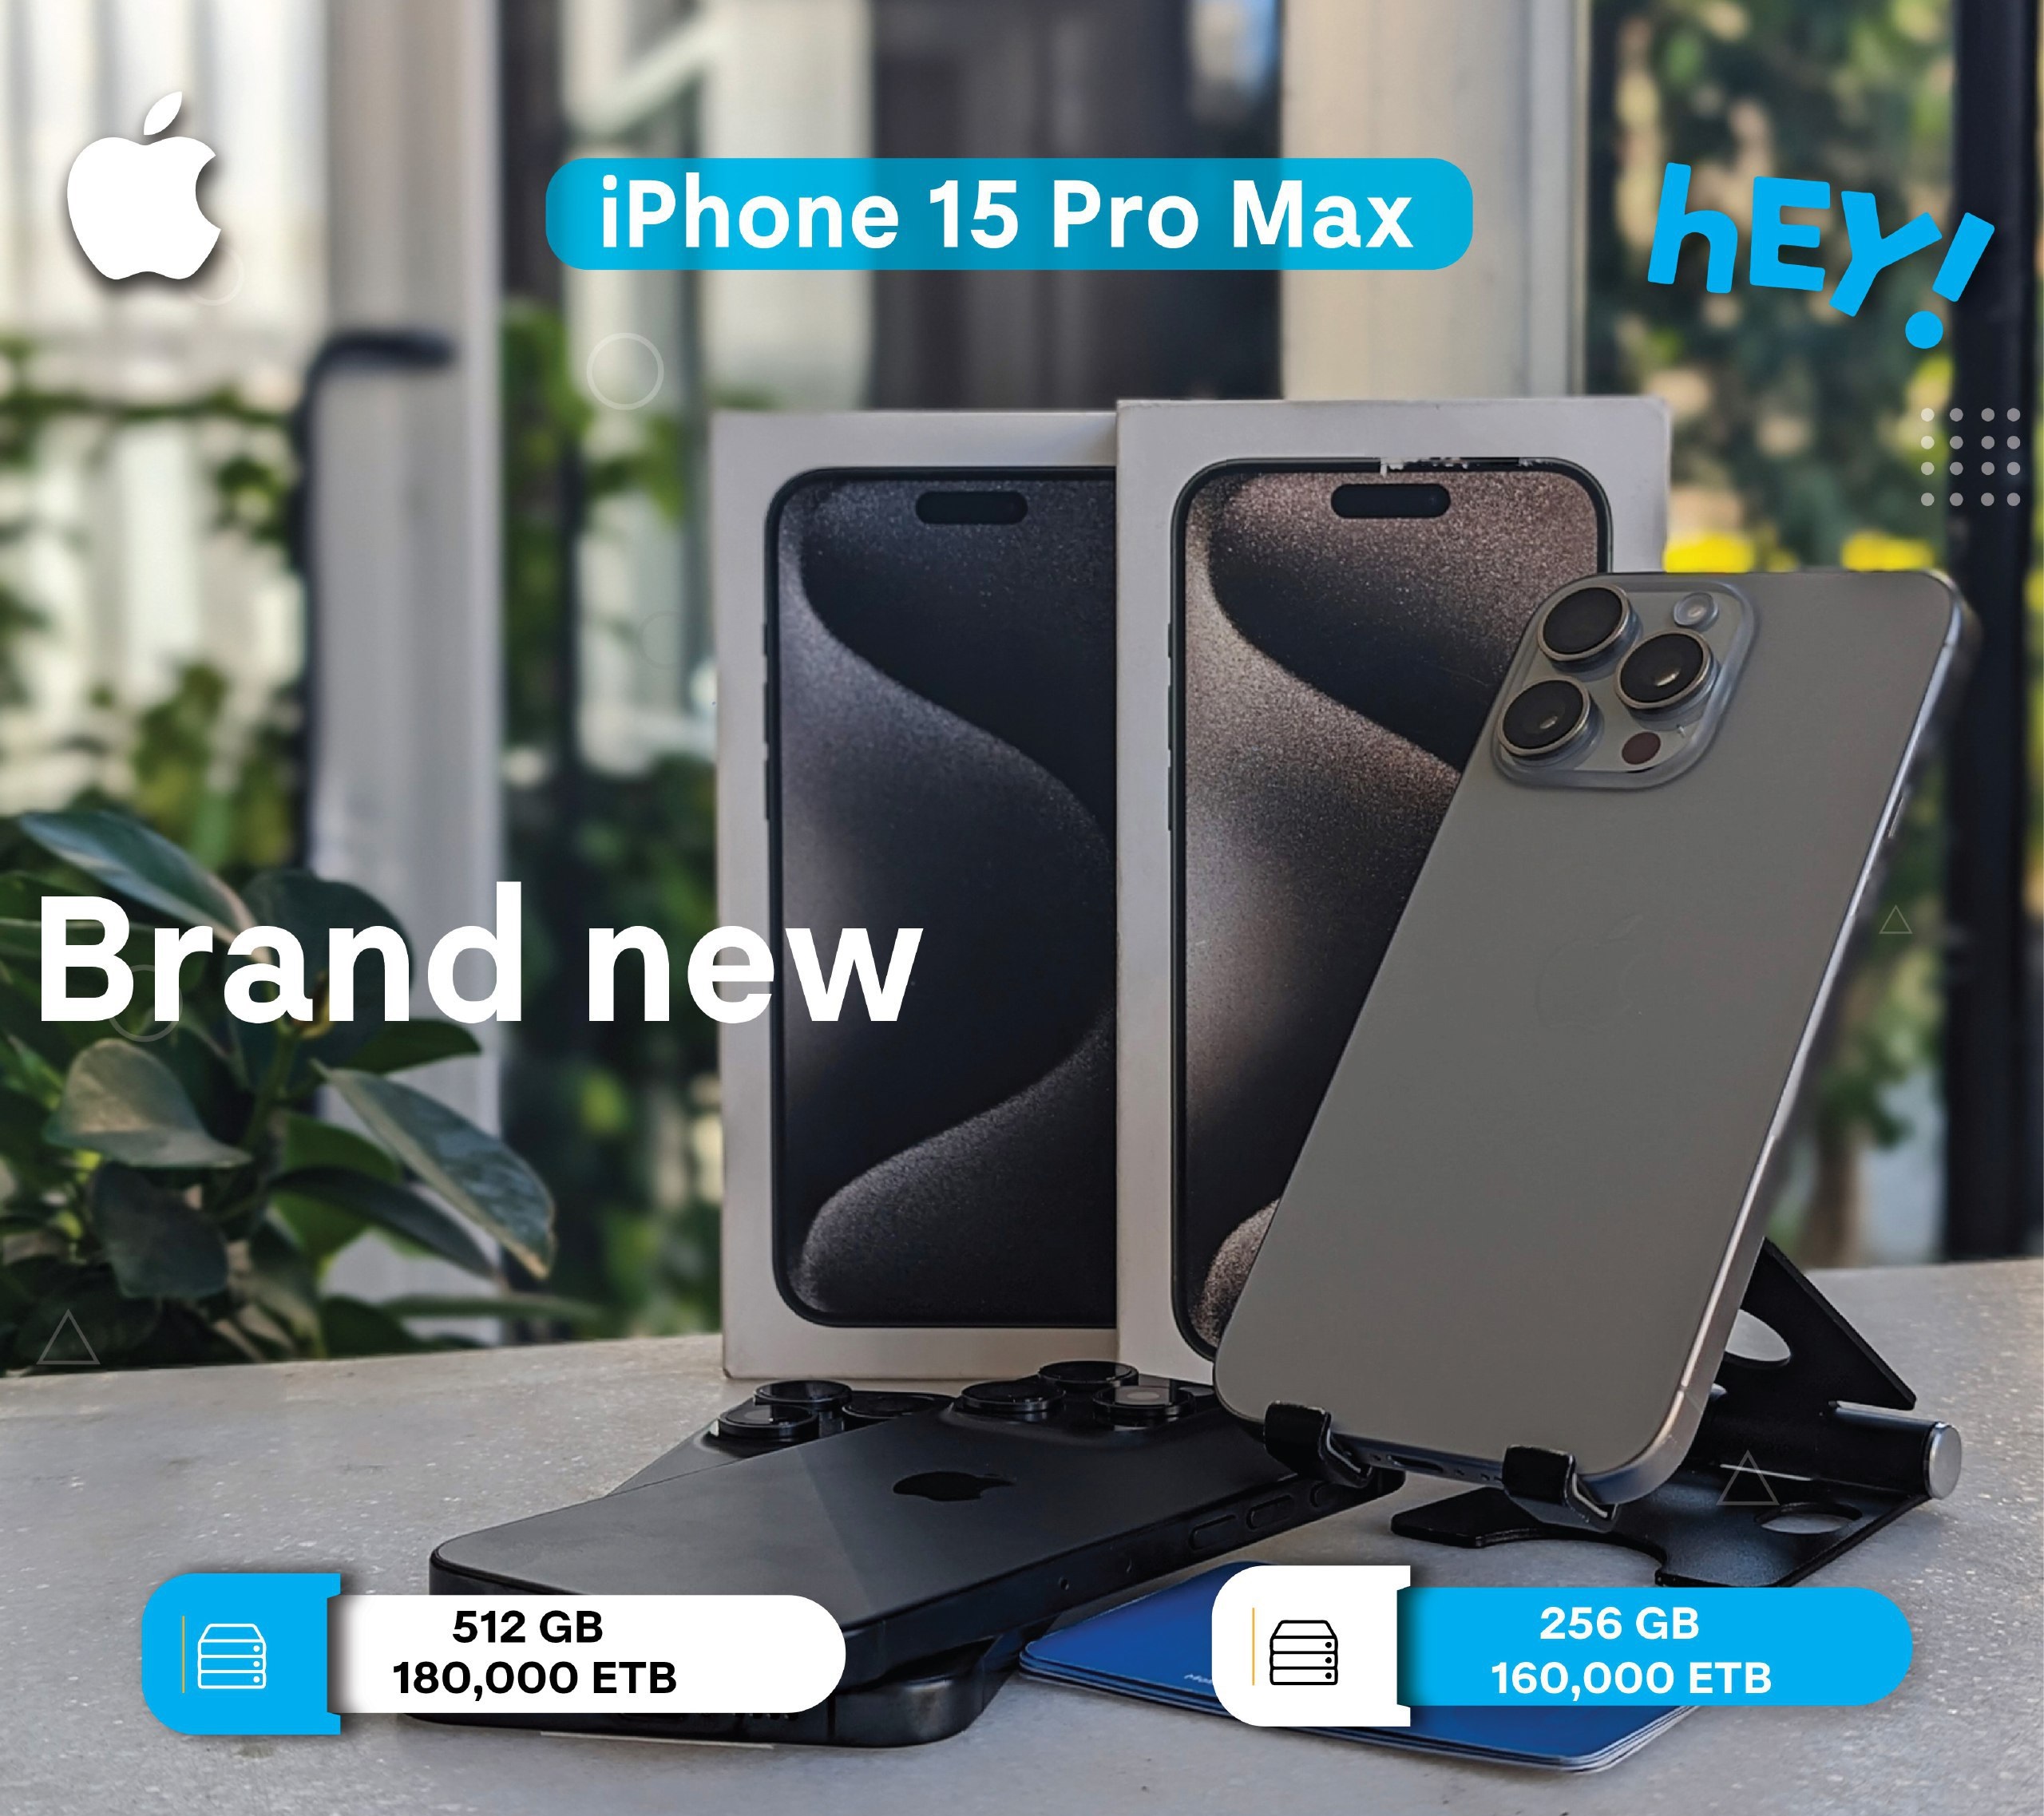 iPhone 15 Pro Max
hEY!
Brand new
512 GB
180,000 ETB
256 GB
160,000 ETB